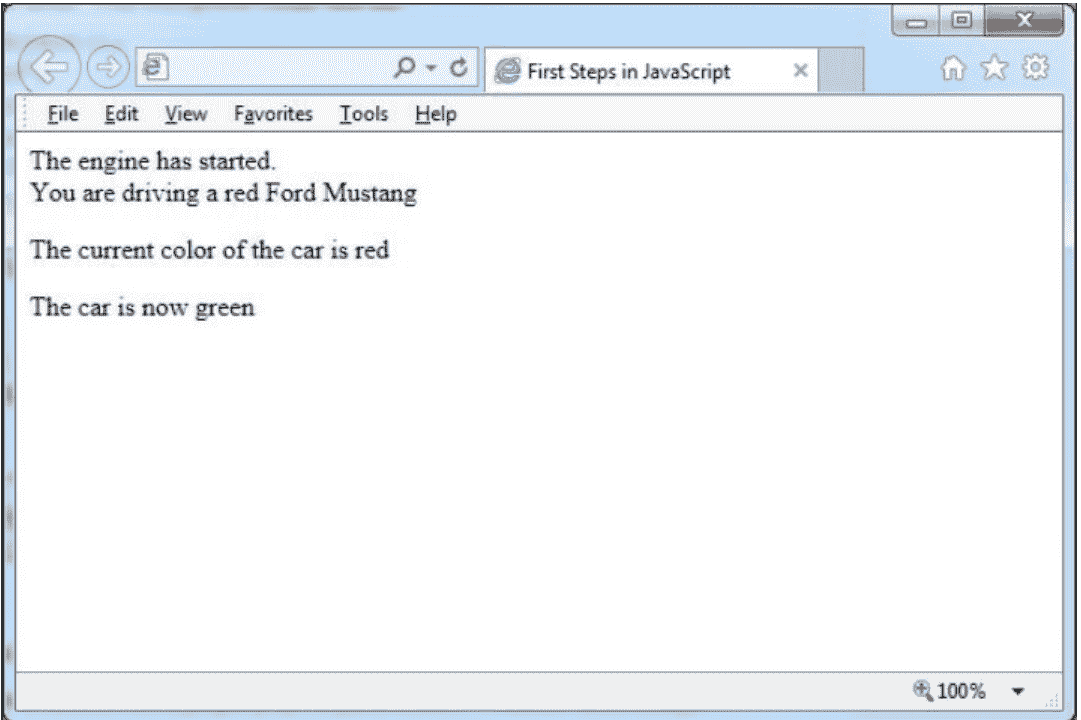 First Steps in JavaScript
File Edit View Favorites Tools Help
The engine has started.
You are driving a red Ford Mustang
The current color of the car is red
The car is now green
100%